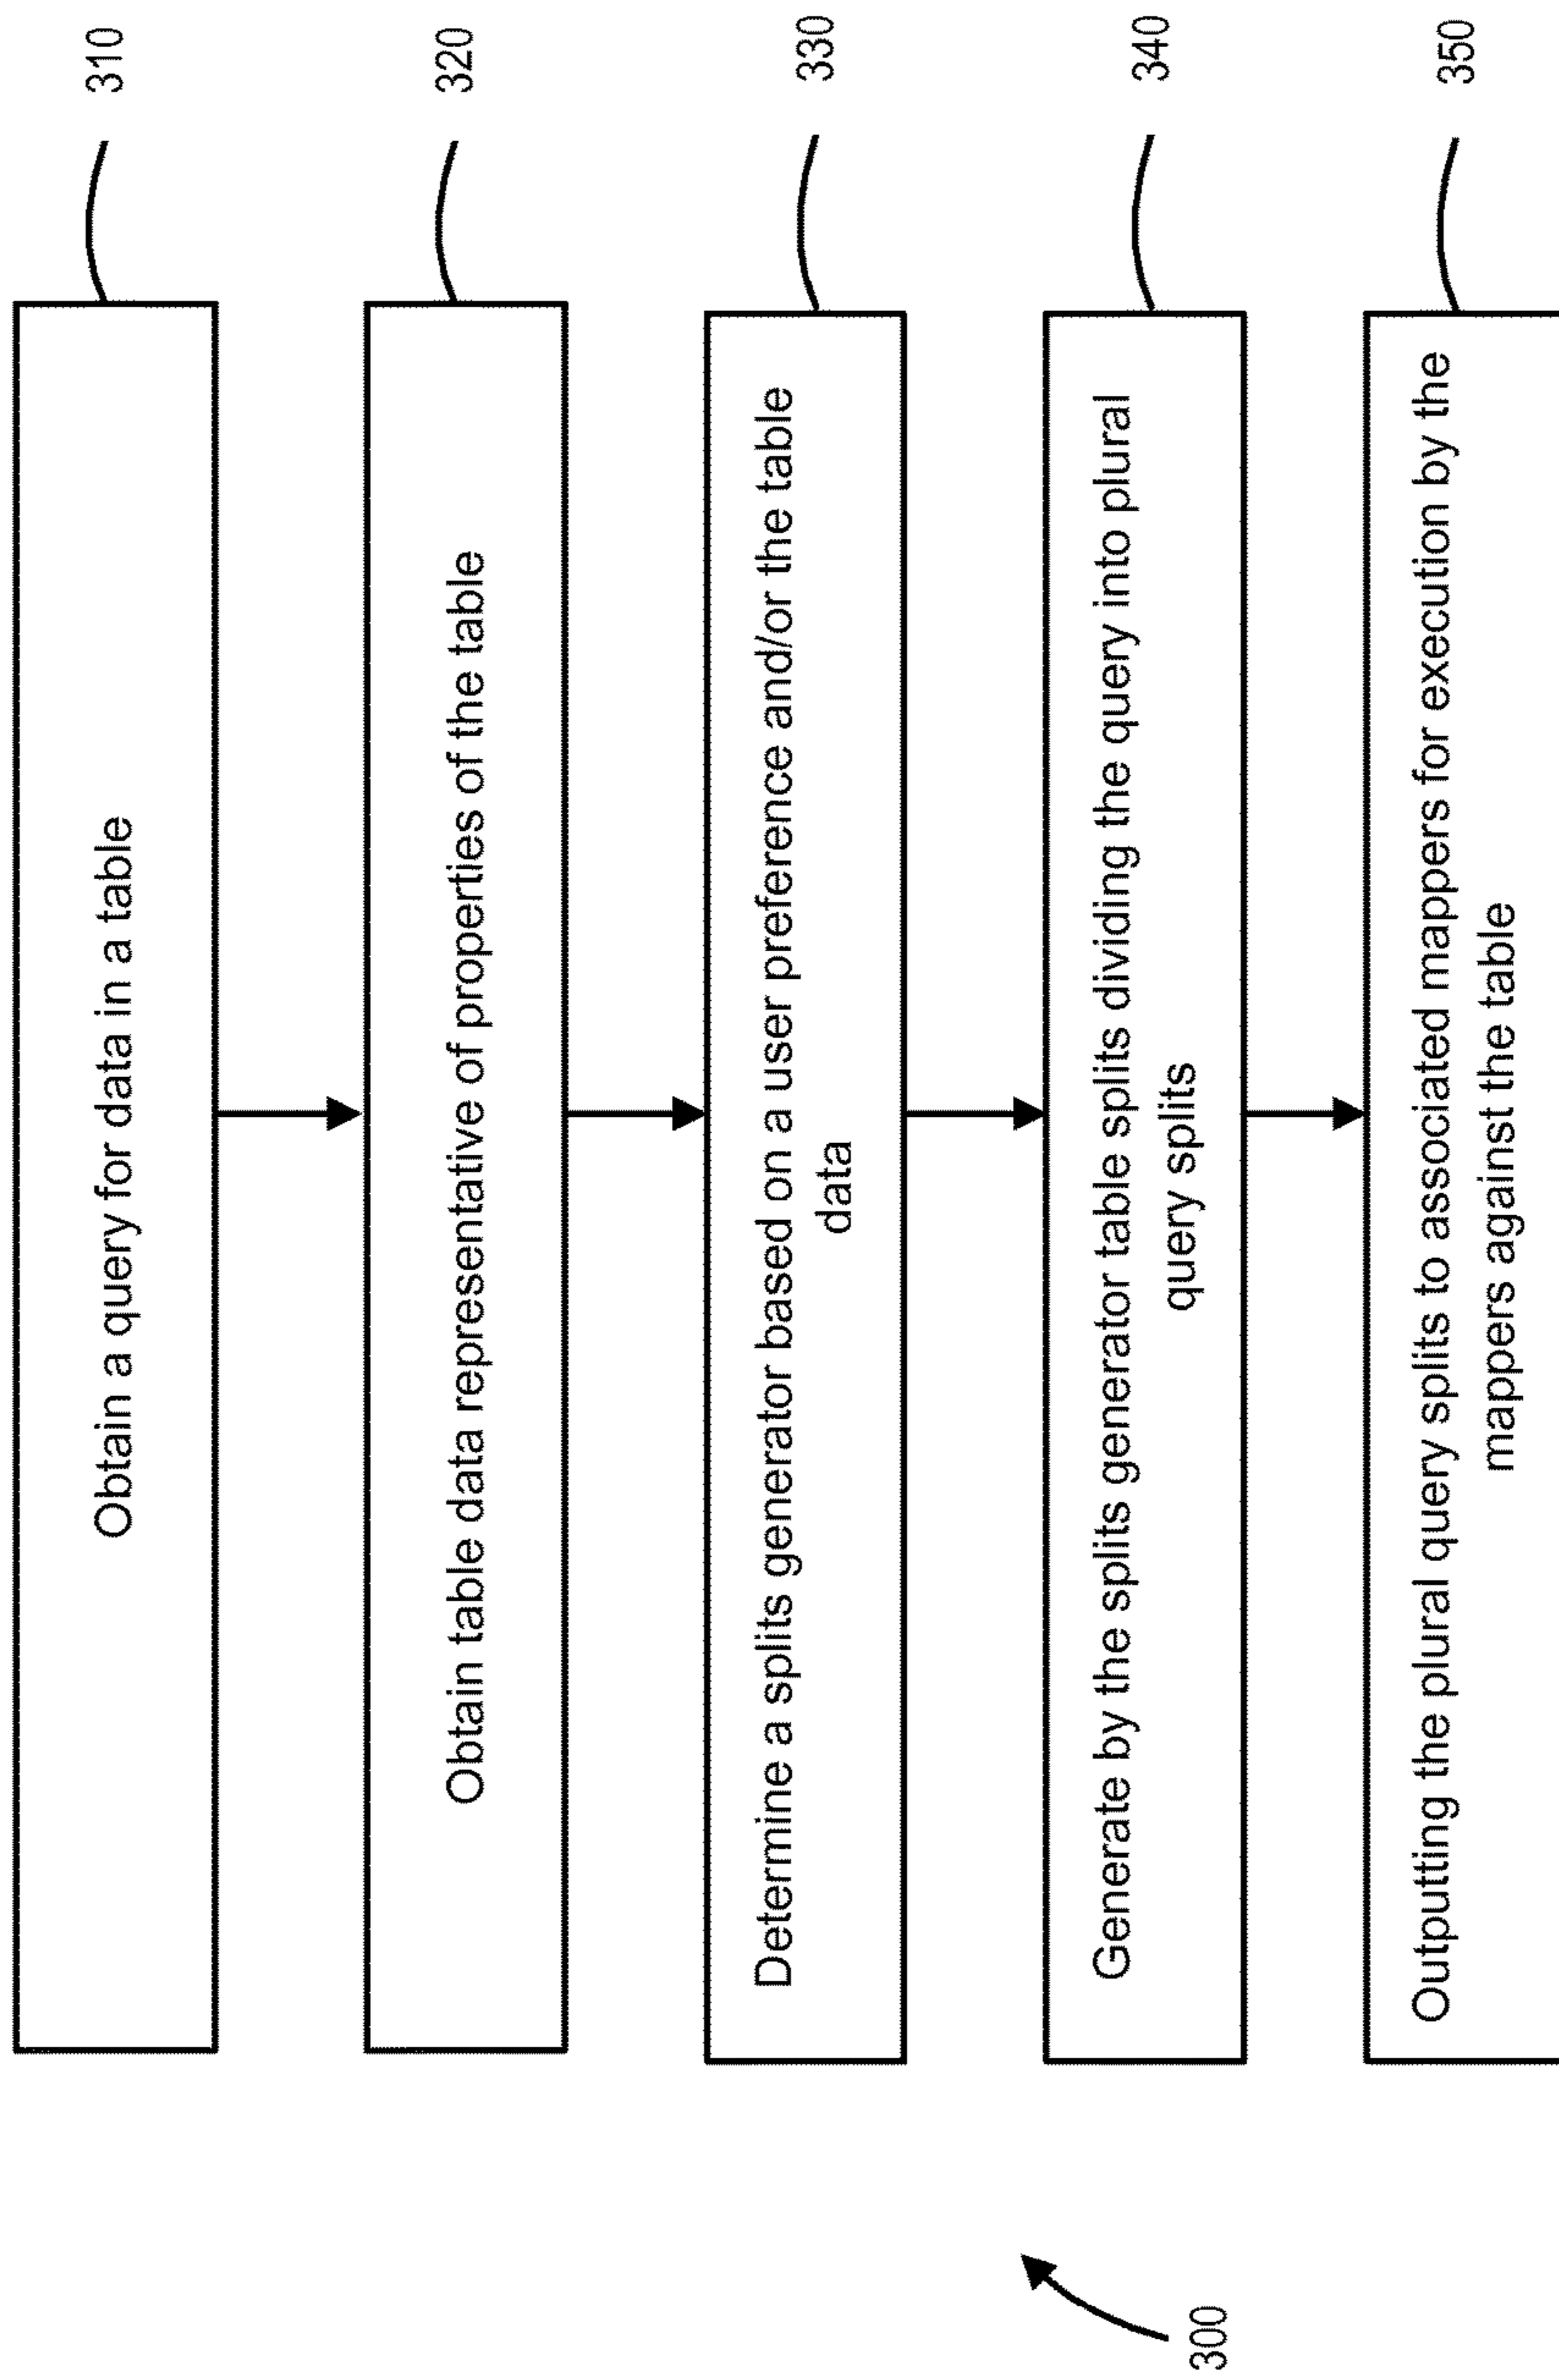 Obtain a query for data in a table
310
Obtain table data representative of properties of the table
320
Determine a splits generator based on a user preference and/or the table
data
330
Generate by the splits generator table splits dividing the query into plural
query splits
340
Outputting the plural query splits to associated mappers for execution by the
mappers against the table
350
300